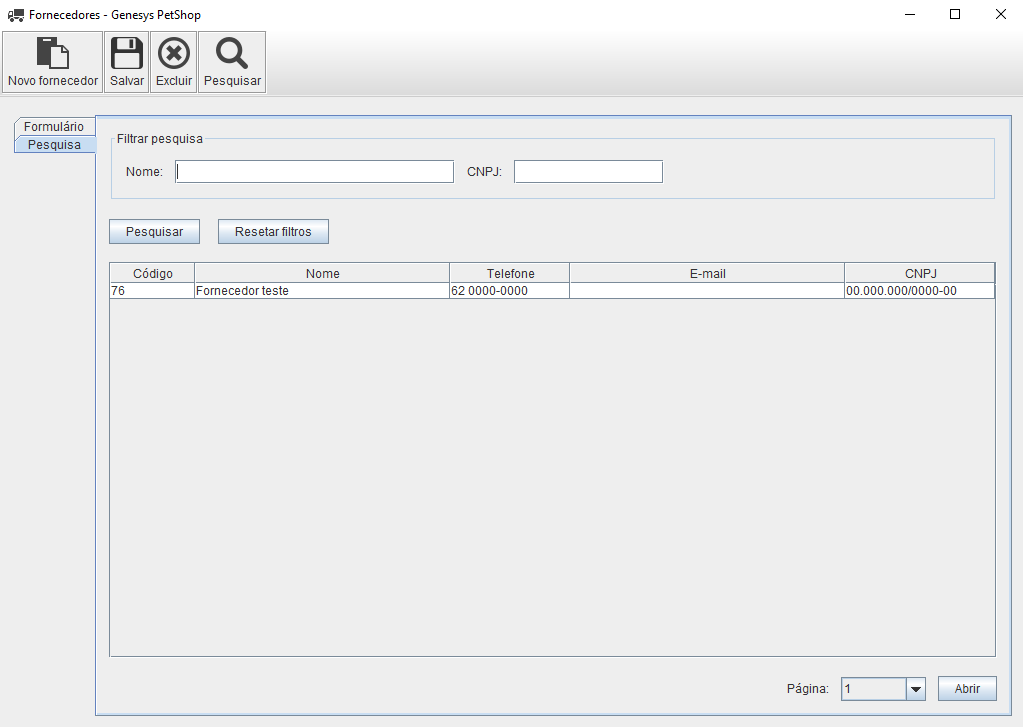 Fornecedores - Genesys PetShop
Novo fornecedor Salvar Excluir Pesquisar
Formulário
Pesquisa
Filtrar pesquisa
Nome: CNPJ:
Pesquisar Resetar filtros
Código Nome Telefone E-mail CNPJ
76 Fornecedor teste 62 0000-0000 00.000.000/0000-00
Página: 1 Abrir